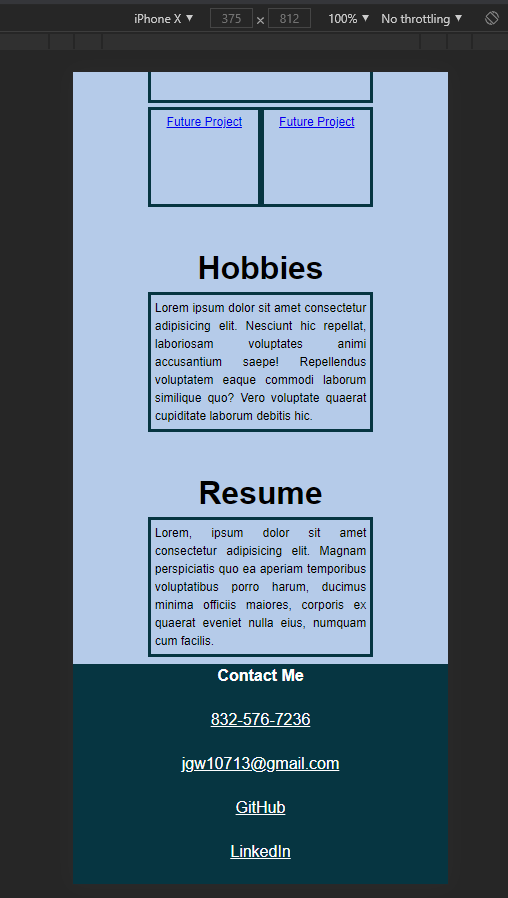 iPhone X ▼ 375 × 812 100% ▼ No throttling ▼
Future Project Future Project
Hobbies
Lorem ipsum dolor sit amet consectetur
adipisicing elit. Nesciunt hic repellat,
laboriosam voluptates animi
accusantium saepe! Repellendus
voluptatem eaque commodi laborum
similique quo? Vero voluptate quaerat
cupiditate laborum debitis hic.
Resume
Lorem, ipsum dolor sit amet
consectetur adipisicing elit. Magnam
perspiciatis quo ea aperiam temporibus
voluptatibus porro harum, ducimus
minima officiis maiores, corporis ex
quaerat eveniet nulla eius, numquam
cum facilis.
Contact Me
832-576-7236
jgw10713@gmail.com
GitHub
LinkedIn